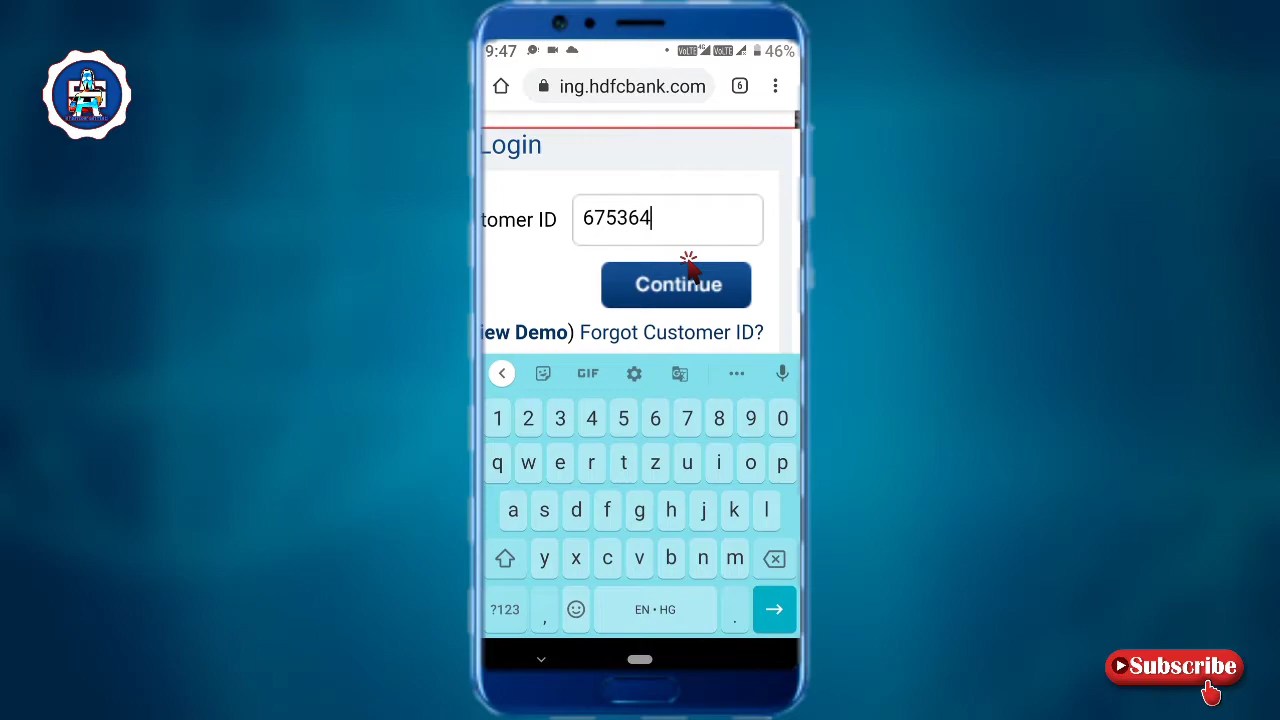 9:47 46%
ing.hdfcbank.com 6
Login
tomer ID 675364
Continue
iew Demo) Forgot Customer ID?
GIF
1 2 3 4 5 6 7 8 9 0
q w e r t z u i o p
a s d f g h j k l
y x c v b n m
?123 , EN • HG .
Subscribe